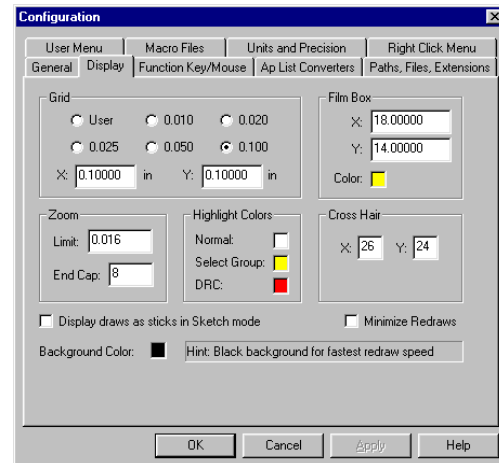 Configuration
User Menu Macro Files Units and Precision Right Click Menu
General Display Function Key/Mouse Ap List Converters Paths, Files, Extensions
Grid
User 0.010 0.020
0.025 0.050 0.100
X: 0.10000 in Y: 0.10000 in
Film Box
X: 18.00000
Y: 14.00000
Color:
Zoom
Limit: 0.016
End Cap: 8
Highlight Colors
Normal:
Select Group:
DRC:
Cross Hair
X: 26 Y: 24
Display draws as sticks in Sketch mode Minimize Redraws
Background Color: Hint: Black background for fastest redraw speed
OK Cancel Apply Help